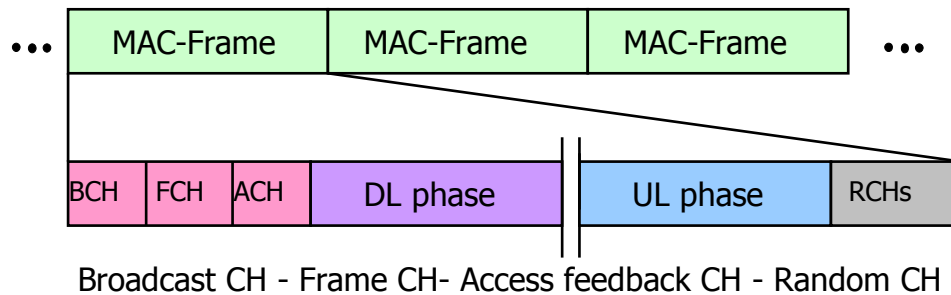 ••• MAC-Frame MAC-Frame MAC-Frame •••
BCH FCH ACH DL phase UL phase RCHs
Broadcast CH - Frame CH- Access feedback CH - Random CH